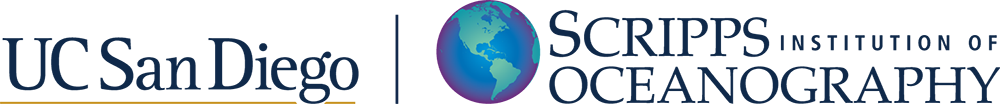 UC San Diego
SCRIPPS INSTITUTION OF
OCEANOGRAPHY